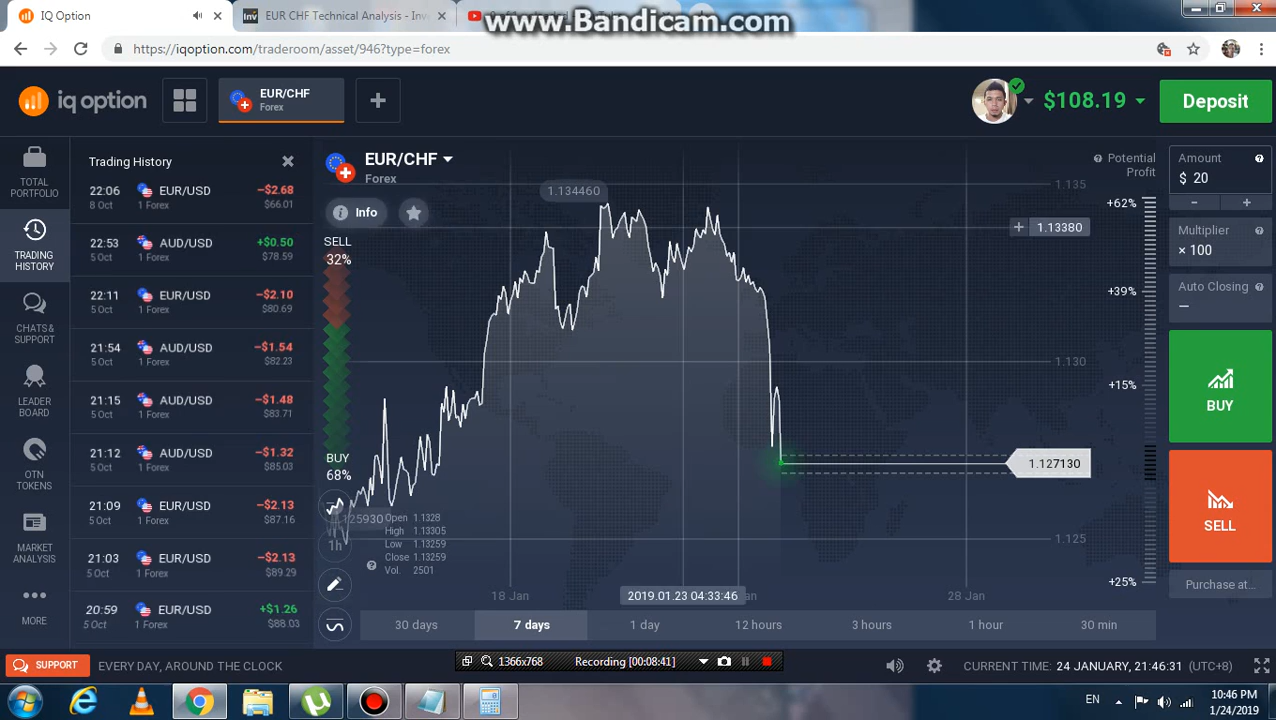 IQ Option
EUR CHF Technical Analysis - Inv
www.Bandicam.com
https://iqoption.com/traderoom/asset/946?type=forex
iq option
EUR/CHF
Forex
$108.19
Deposit
TOTAL
PORTFOLIO
TRADING
HISTORY
CHATS &
SUPPORT
LEADER
BOARD
OTN
TOKENS
MARKET
ANALYSIS
MORE
Trading History
22:06 EUR/USD −$2.68
8 Oct 1 Forex $66.01
22:53 AUD/USD +$0.50
5 Oct 1 Forex $78.59
22:11 EUR/USD −$2.10
5 Oct 1 Forex $80.69
21:54 AUD/USD −$1.54
5 Oct 1 Forex $82.23
21:15 AUD/USD −$1.48
5 Oct 1 Forex $83.71
21:12 AUD/USD −$1.32
5 Oct 1 Forex $85.03
21:09 EUR/USD −$2.13
5 Oct 1 Forex $87.16
21:03 EUR/USD −$2.13
5 Oct 1 Forex $89.29
20:59 EUR/USD +$1.26
5 Oct 1 Forex $88.03
EUR/CHF
Forex
Info
SELL
32%
BUY
68%
1.134460
1.125930
1h
Open 1.1328
High 1.13305
Low 1.13259
Close 1.13259
Vol. 2501
Potential
Profit
1.135
+62%
1.13380
+39%
1.130
+15%
1.127130
1.125
+25%
18 Jan
2019.01.23 04:33:46
28 Jan
30 days
7 days
1 day
12 hours
3 hours
1 hour
30 min
Amount
$ 20
-
+
Multiplier
× 100
Auto Closing
–
BUY
SELL
Purchase at...
SUPPORT
EVERY DAY, AROUND THE CLOCK
1366x768
Recording [00:08:41]
CURRENT TIME: 24 JANUARY, 21:46:31 (UTC+8)
EN
10:46 PM
1/24/2019